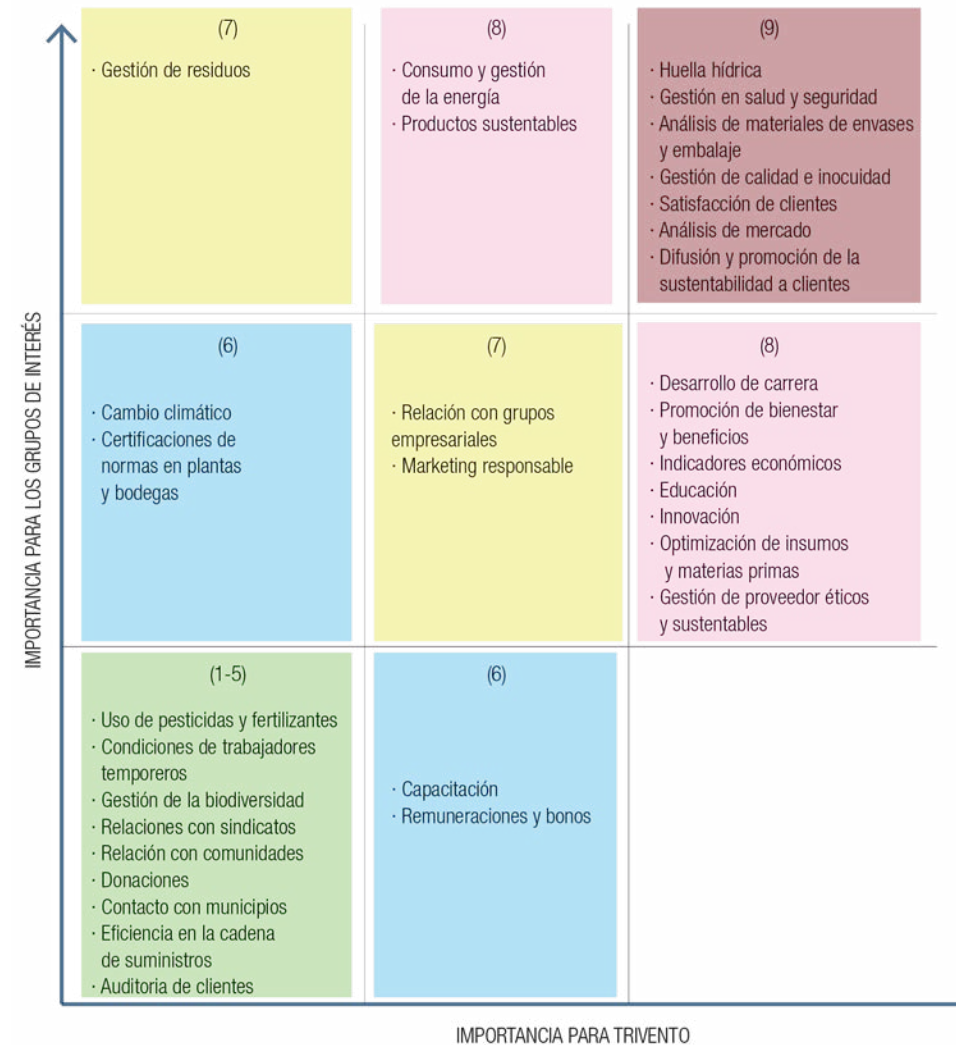 IMPORTANCIA PARA LOS GRUPOS DE INTERÉS
(7)
· Gestión de residuos
(8)
· Consumo y gestión
de la energía
· Productos sustentables
(9)
· Huella hídrica
· Gestión en salud y seguridad
· Análisis de materiales de envases
y embalaje
· Gestión de calidad e inocuidad
· Satisfacción de clientes
· Análisis de mercado
· Difusión y promoción de la
sustentabilidad a clientes
(6)
· Cambio climático
· Certificaciones de
normas en plantas
y bodegas
(7)
· Relación con grupos
empresariales
· Marketing responsable
(8)
· Desarrollo de carrera
· Promoción de bienestar
y beneficios
· Indicadores económicos
· Educación
· Innovación
· Optimización de insumos
y materias primas
· Gestión de proveedor éticos
y sustentables
(1-5)
· Uso de pesticidas y fertilizantes
· Condiciones de trabajadores
temporeros
· Gestión de la biodiversidad
· Relaciones con sindicatos
· Relación con comunidades
· Donaciones
· Contacto con municipios
· Eficiencia en la cadena
de suministros
· Auditoria de clientes
(6)
· Capacitación
· Remuneraciones y bonos
IMPORTANCIA PARA TRIVENTO